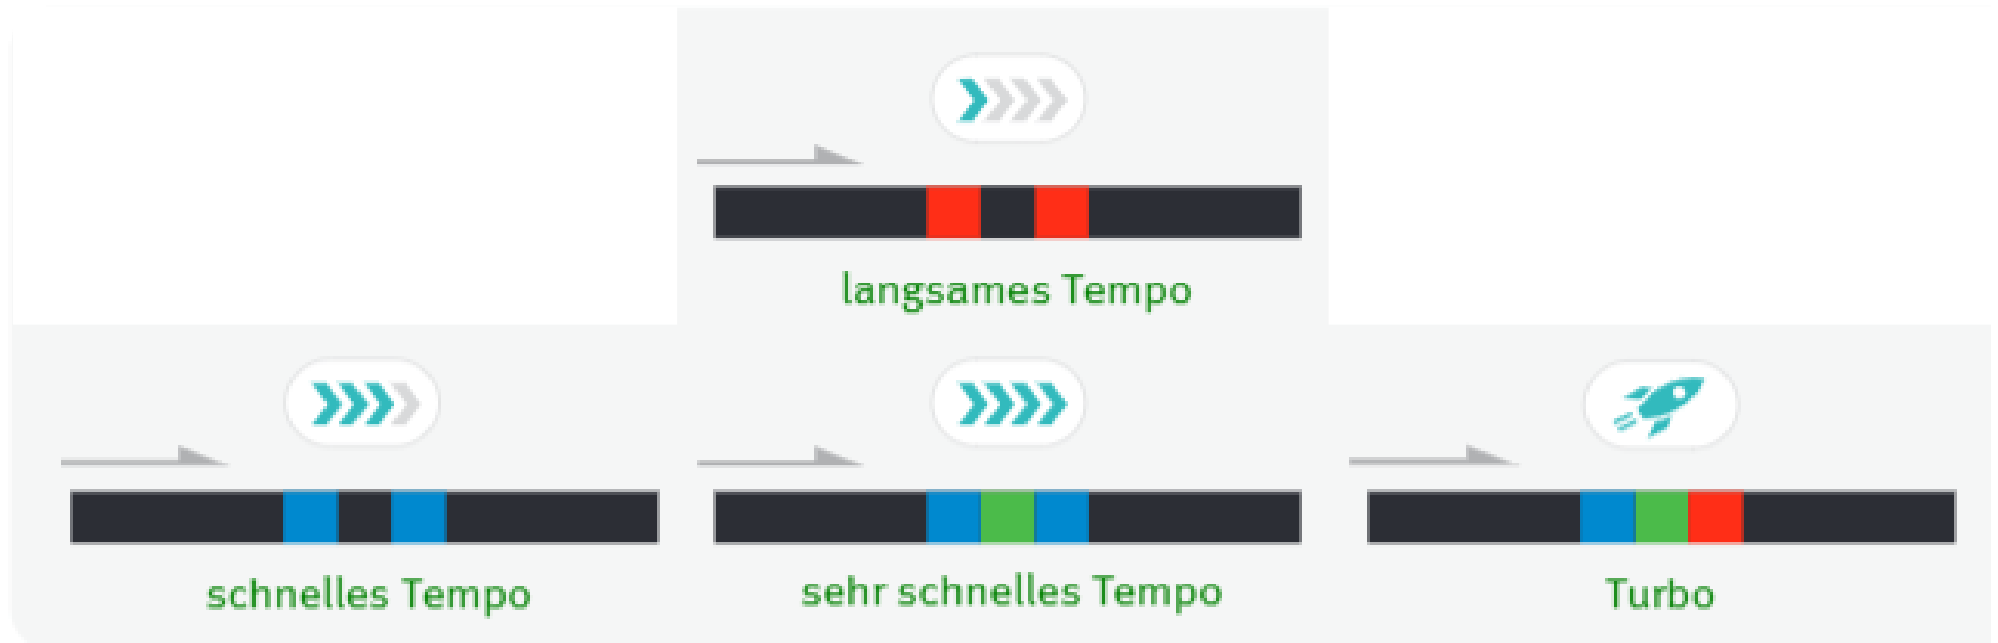 langsames Tempo
schnelles Tempo
sehr schnelles Tempo
Turbo